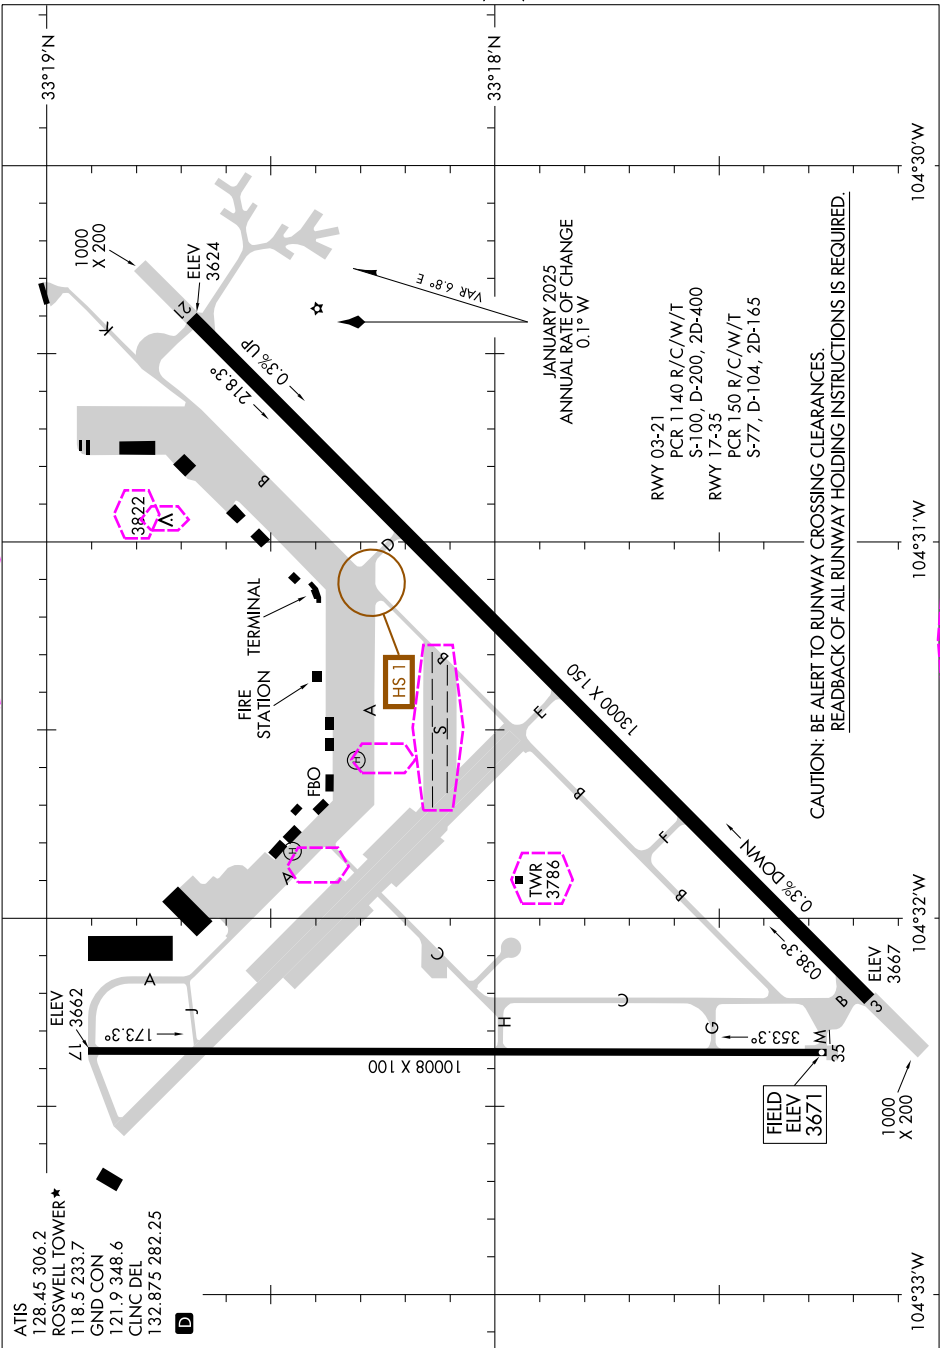 ATIS
128.45 306.2
ROSWELL TOWER★
118.5 233.7
GND CON
121.9 348.6
CLNC DEL
132.875 282.25
D
33°19'N
33°18'N
104°30'W
104°31'W
104°32'W
104°33'W
1000
X 200
ELEV
3624
21
K
0.3% UP
218.3°
VAR 6.8° E
JANUARY 2025
ANNUAL RATE OF CHANGE
0.1° W
RWY 03-21
PCR 1140 R/C/W/T
S-100, D-200, 2D-400
RWY 17-35
PCR 150 R/C/W/T
S-77, D-104, 2D-165
CAUTION: BE ALERT TO RUNWAY CROSSING CLEARANCES.
READBACK OF ALL RUNWAY HOLDING INSTRUCTIONS IS REQUIRED.
3822
V
B
D
TERMINAL
FIRE
STATION
HS 1
A
B
S
H
FBO
H
A
E
13000 X 150
B
F
B
TWR
3786
0.3% DOWN
038.3°
ELEV
3667
3
B
C
C
H
G
A
J
ELEV
3662
17
173.3°
10008 X 100
353.3°
W
35
FIELD
ELEV
3671
1000
X 200